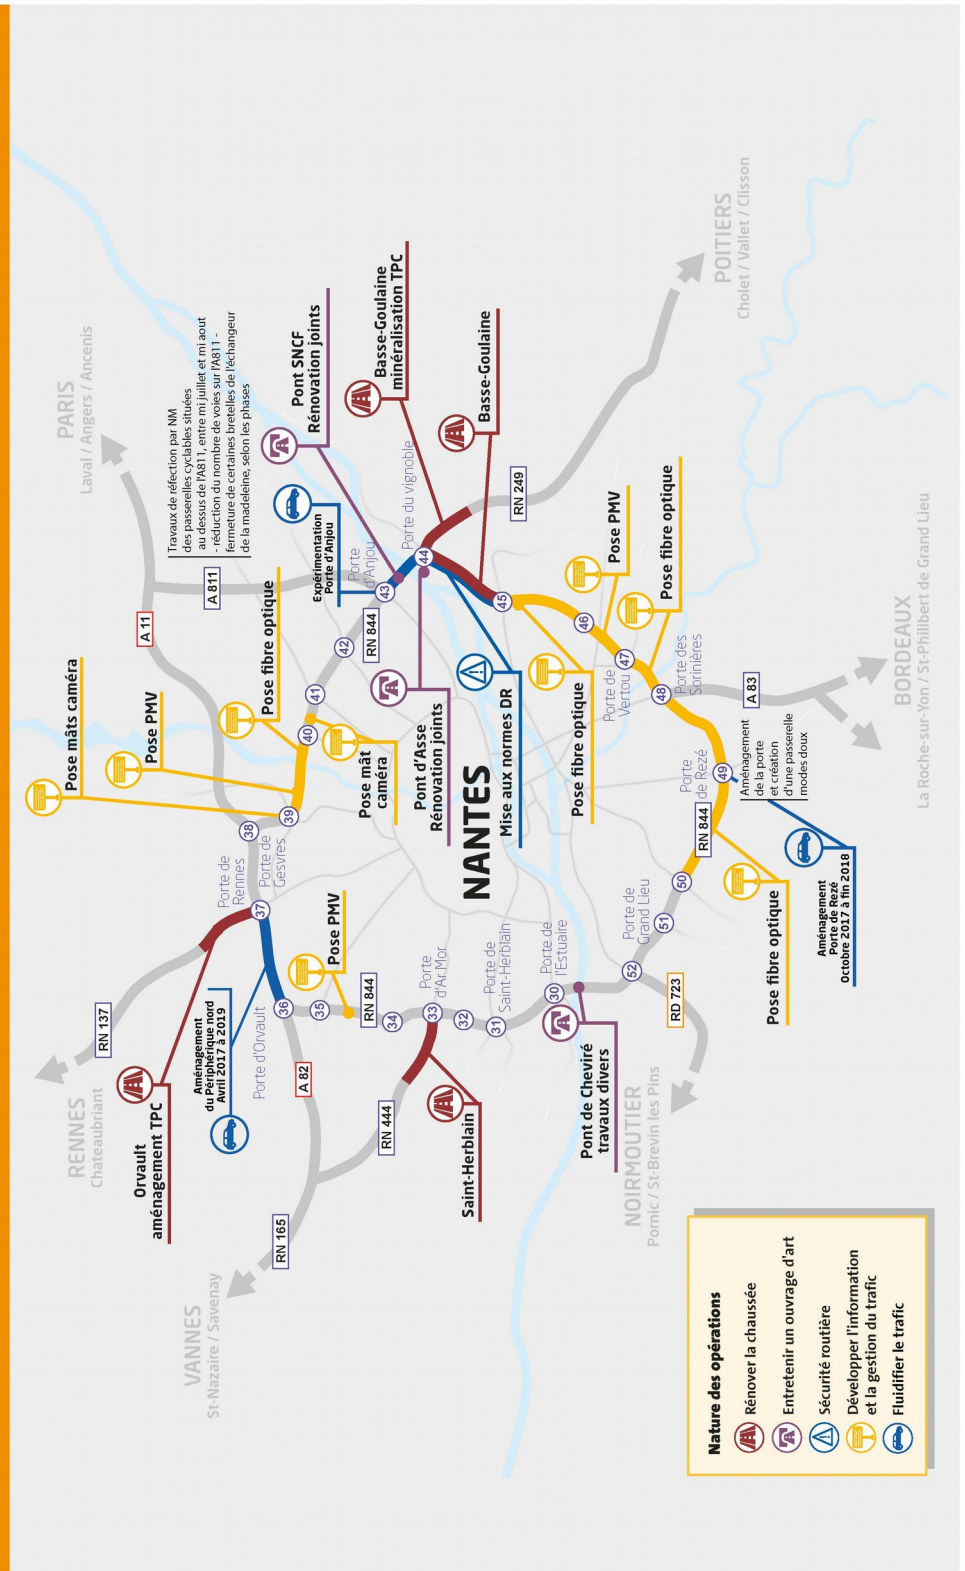 PARIS
Laval / Angers / Ancenis
Travaux de réfection par NM
des passerelles cyclables situées
au dessus de l'A811, entre mi juillet et mi aout
- réduction du nombre de voies sur l'A811 -
fermeture de certaines bretelles de l'échangeur
de la madeleine, selon les phases
RENNES
Chateaubriant
RN 137
Orvault
aménagement TPC
Aménagement
du Périphérique nord
Avril 2017 à 2019
Porte d'Orvault
Porte de
Rennes
Porte de
Gesvres
Pose mâts caméra
Pose PMV
Pose fibre optique
A 11
A 811
Expérimentation
Porte d'Anjou
Porte
d'Anjou
Pont SNCF
Rénovation joints
Basse-Goulaine
minéralisation TPC
Basse-Goulaine
Porte du vignoble
RN 249
POITIERS
Cholet / Vallet / Clisson
VANNES
St-Nazaire / Savenay
RN 165
A 82
RN 444
Saint-Herblain
36
37
38
39
40
41
42
43
44
45
35
34
33
32
31
30
RN 844
Pose PMV
RN 844
Pose mât
caméra
Pont d'Asse
Rénovation joints
NANTES
Mise aux normes DR
Porte
d'Ar Mor
Porte de
Saint-Herblain
Porte de
l'Estuaire
Pont de Cheviré
travaux divers
Pose fibre optique
Pose PMV
Pose fibre optique
46
47
48
49
50
51
52
Porte de
Vertou
Porte des
Sorinières
Porte
de Rezé
Porte de
Grand Lieu
RN 844
A 83
RD 723
NOIRMOUTIER
Pornic / St-Brevin les Pins
Aménagement
de la porte
et création
d'une passerelle
modes doux
Pose fibre optique
Aménagement
Porte de Rezé
Octobre 2017 à fin 2018
BORDEAUX
La Roche-sur-Yon / St-Philibert de Grand Lieu
Nature des opérations
Rénover la chaussée
Entretenir un ouvrage d'art
Sécurité routière
Développer l'information
et la gestion du trafic
Fluidifier le trafic